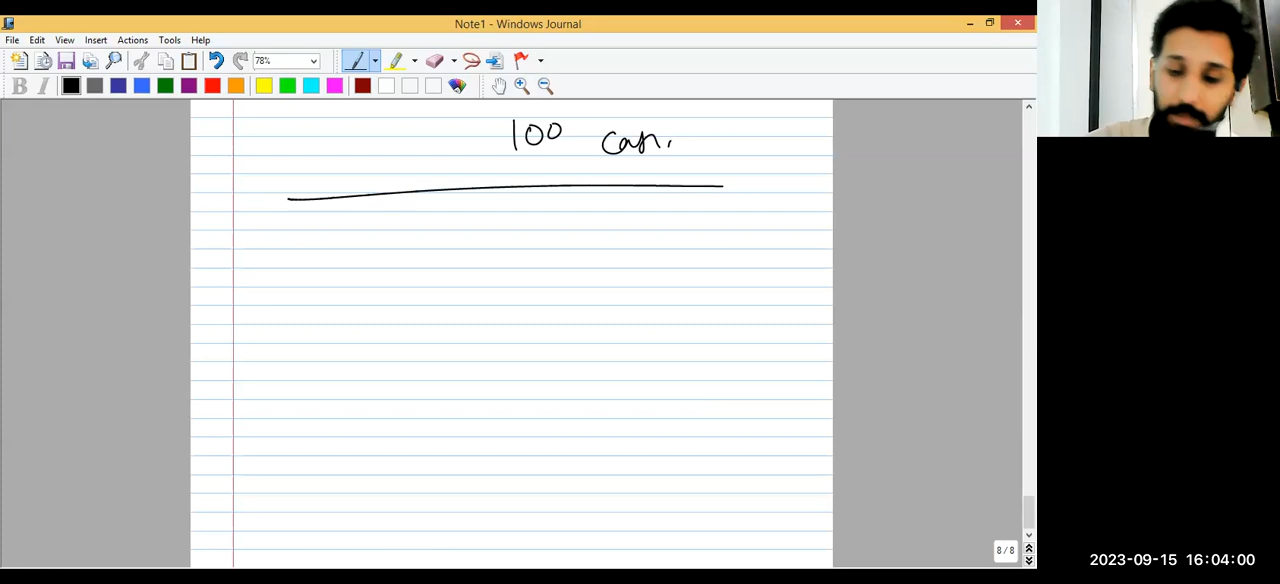 Note1 - Windows Journal
File Edit View Insert Actions Tools Help
78%
B I
100 can.
8 / 8
2023-09-15 16:04:00